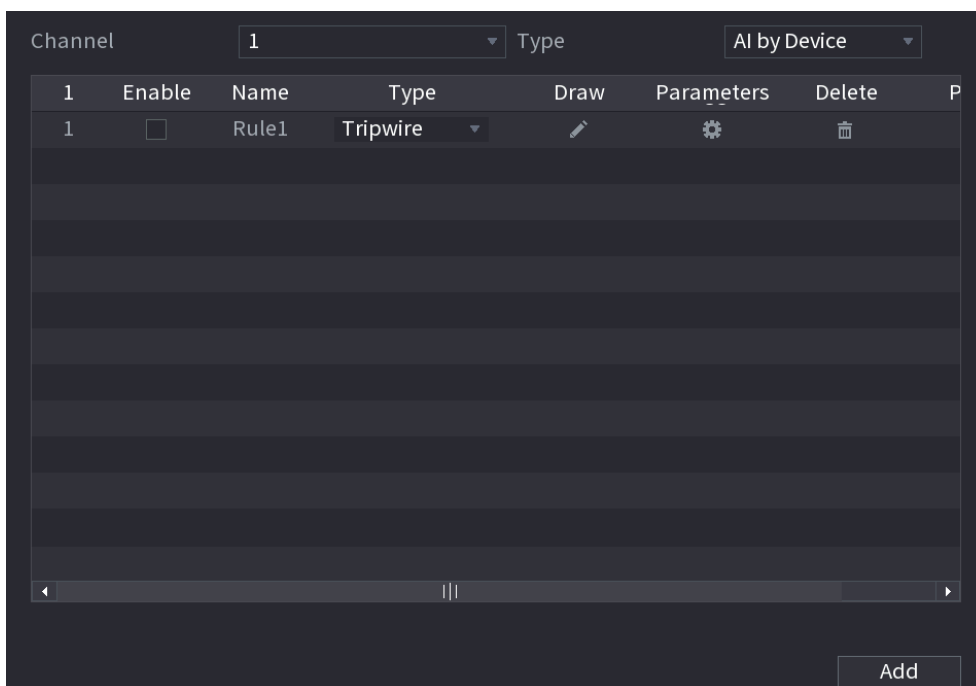 Channel 1 Type AI by Device
1 Enable Name Type Draw Parameters Delete P
1 Rule1 Tripwire
Add